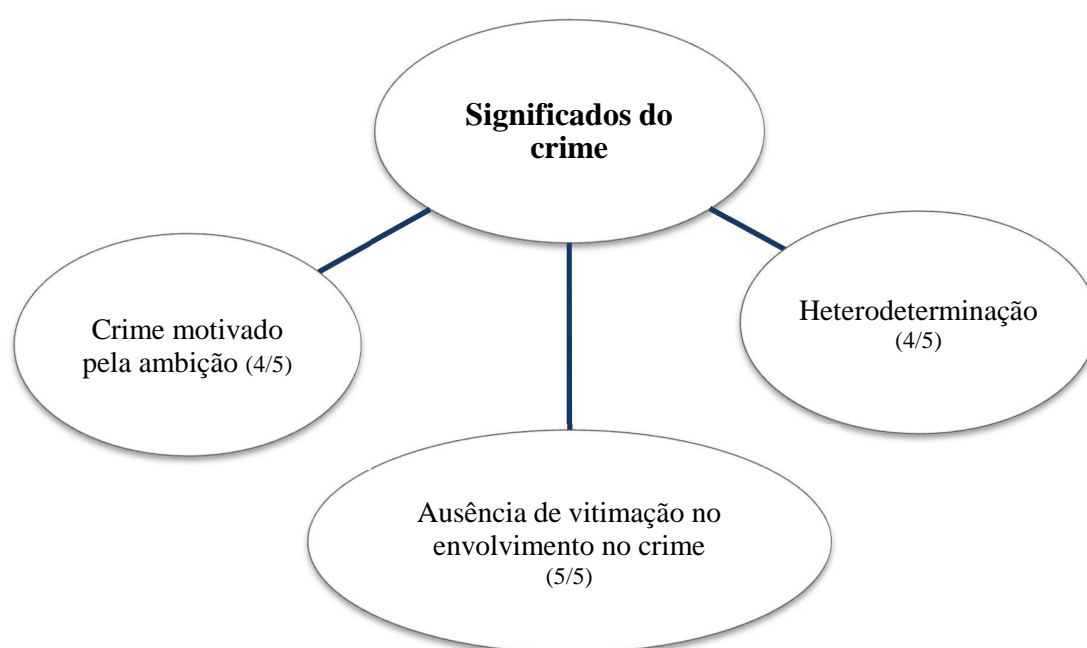 Significados do
crime
Crime motivado
pela ambição (4/5)
Heterodeterminação
(4/5)
Ausência de vitimação no
envolvimento no crime
(5/5)